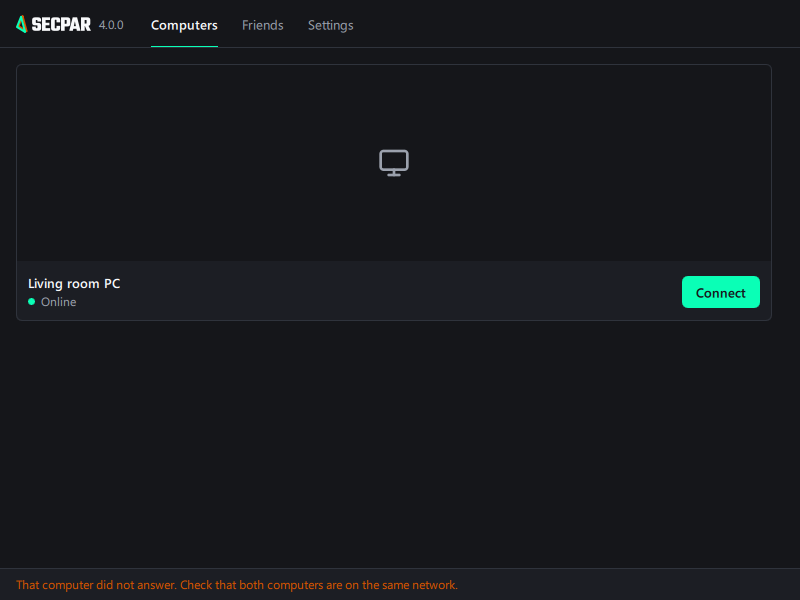 SECPAR 4.0.0 Computers Friends Settings
Living room PC
Online
Connect
That computer did not answer. Check that both computers are on the same network.